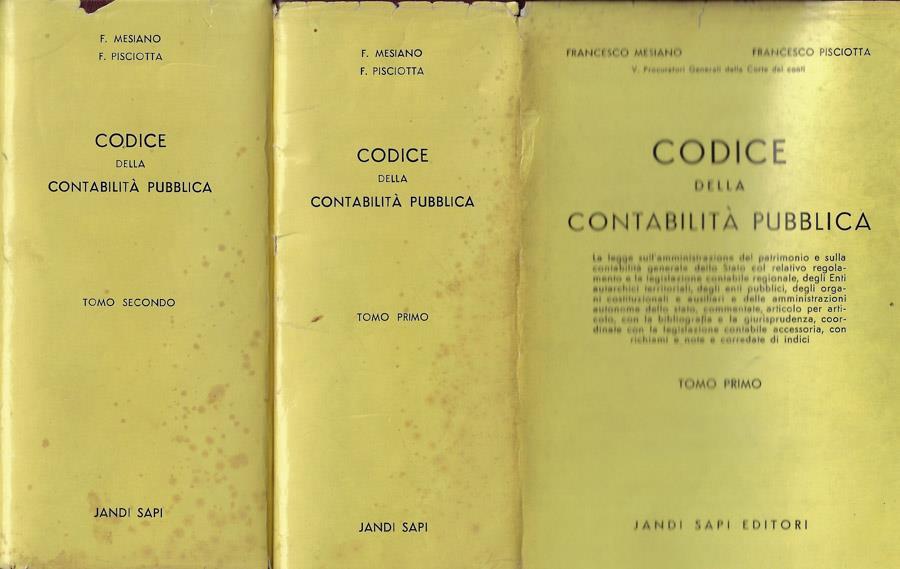 F. MESIANO
F. PISCIOTTA
CODICE
DELLA
CONTABILITÀ PUBBLICA
TOMO SECONDO
JANDI SAPI
F. MESIANO
F. PISCIOTTA
CODICE
DELLA
CONTABILITÀ PUBBLICA
TOMO PRIMO
JANDI SAPI
FRANCESCO MESIANO FRANCESCO PISCIOTTA
V. Procuratori Generali della Corte dei conti
CODICE
DELLA
CONTABILITÀ PUBBLICA
La legge sull'amministrazione del patrimonio e sulla
contabilità generale dello Stato col relativo regola-
mento e la legislazione contabile regionale, degli Enti
autarchici territoriali, degli enti pubblici, degli orga-
ni costituzionali e ausiliari e delle amministrazioni
autonome dello stato, commentate, articolo per arti-
colo, con la bibliografia e la giurisprudenza, coor-
dinate con la legislazione contabile accessoria, con
richiami e note e corredate di indici
TOMO PRIMO
JANDI SAPI EDITORI